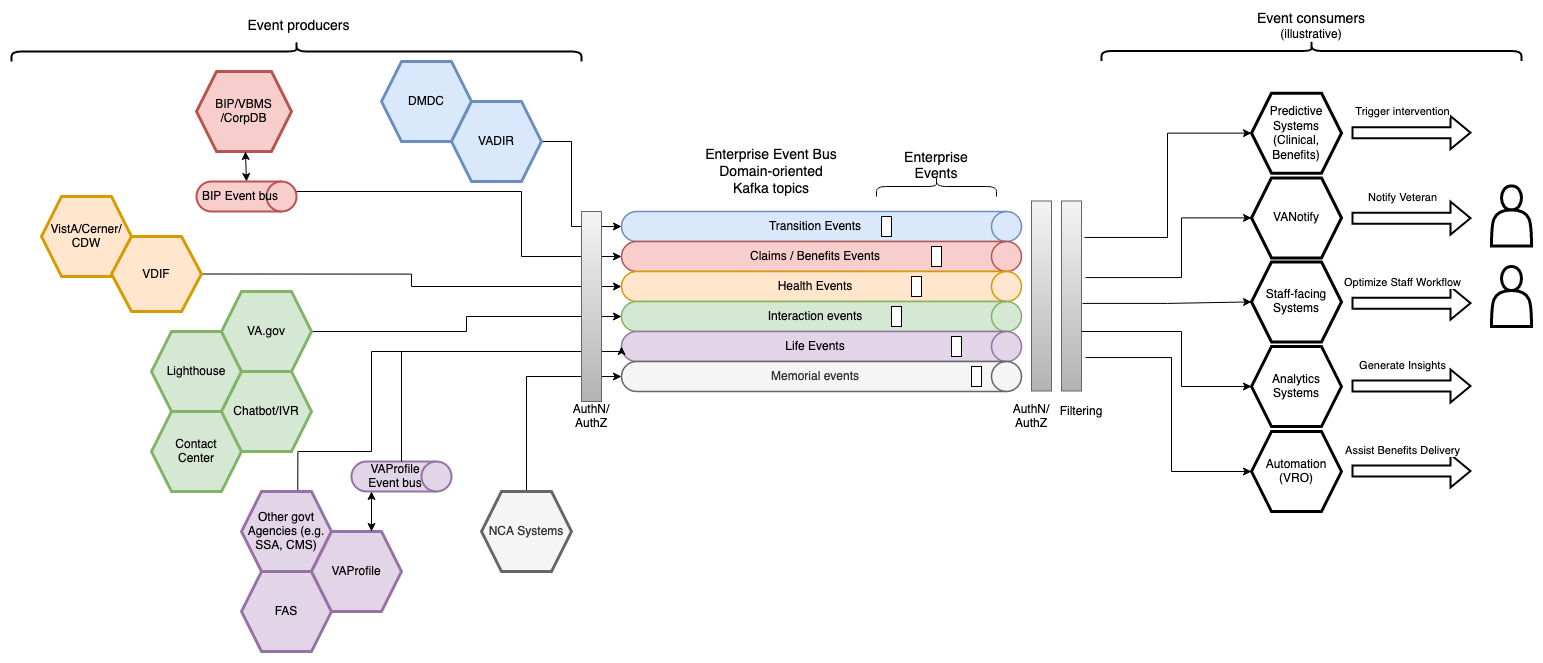 Event producers
Event consumers
(illustrative)
BIP/VBMS
/CorpDB
DMDC
VADIR
BIP Event bus
VistA/Cerner/
CDW
VDIF
VA.gov
Lighthouse
Chatbot/IVR
Contact
Center
VAProfile
Event bus
Other govt
Agencies (e.g.
SSA, CMS)
VAProfile
FAS
NCA Systems
Enterprise Event Bus
Domain-oriented
Kafka topics
Enterprise
Events
Transition Events
Claims / Benefits Events
Health Events
Interaction events
Life Events
Memorial events
AuthN/
AuthZ
AuthN/
AuthZ
Filtering
Predictive
Systems
(Clinical,
Benefits)
Trigger intervention
VANotify
Notify Veteran
Staff-facing
Systems
Optimize Staff Workflow
Analytics
Systems
Generate Insights
Automation
(VRO)
Assist Benefits Delivery